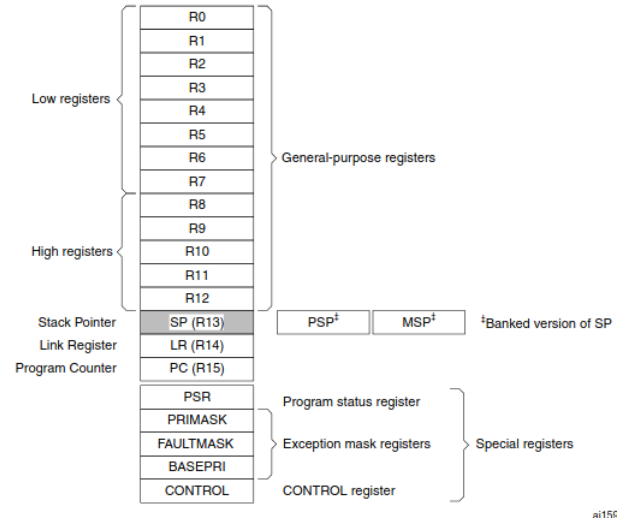 R0
R1
R2
R3
Low registers
R4
R5
R6
General-purpose registers
R7
R8
R9
High registers
R10
R11
R12
Stack Pointer SP (R13) PSP‡ MSP‡ ‡Banked version of SP
Link Register LR (R14)
Program Counter PC (R15)
PSR Program status register
PRIMASK
FAULTMASK Exception mask registers Special registers
BASEPRI
CONTROL CONTROL register
ai159